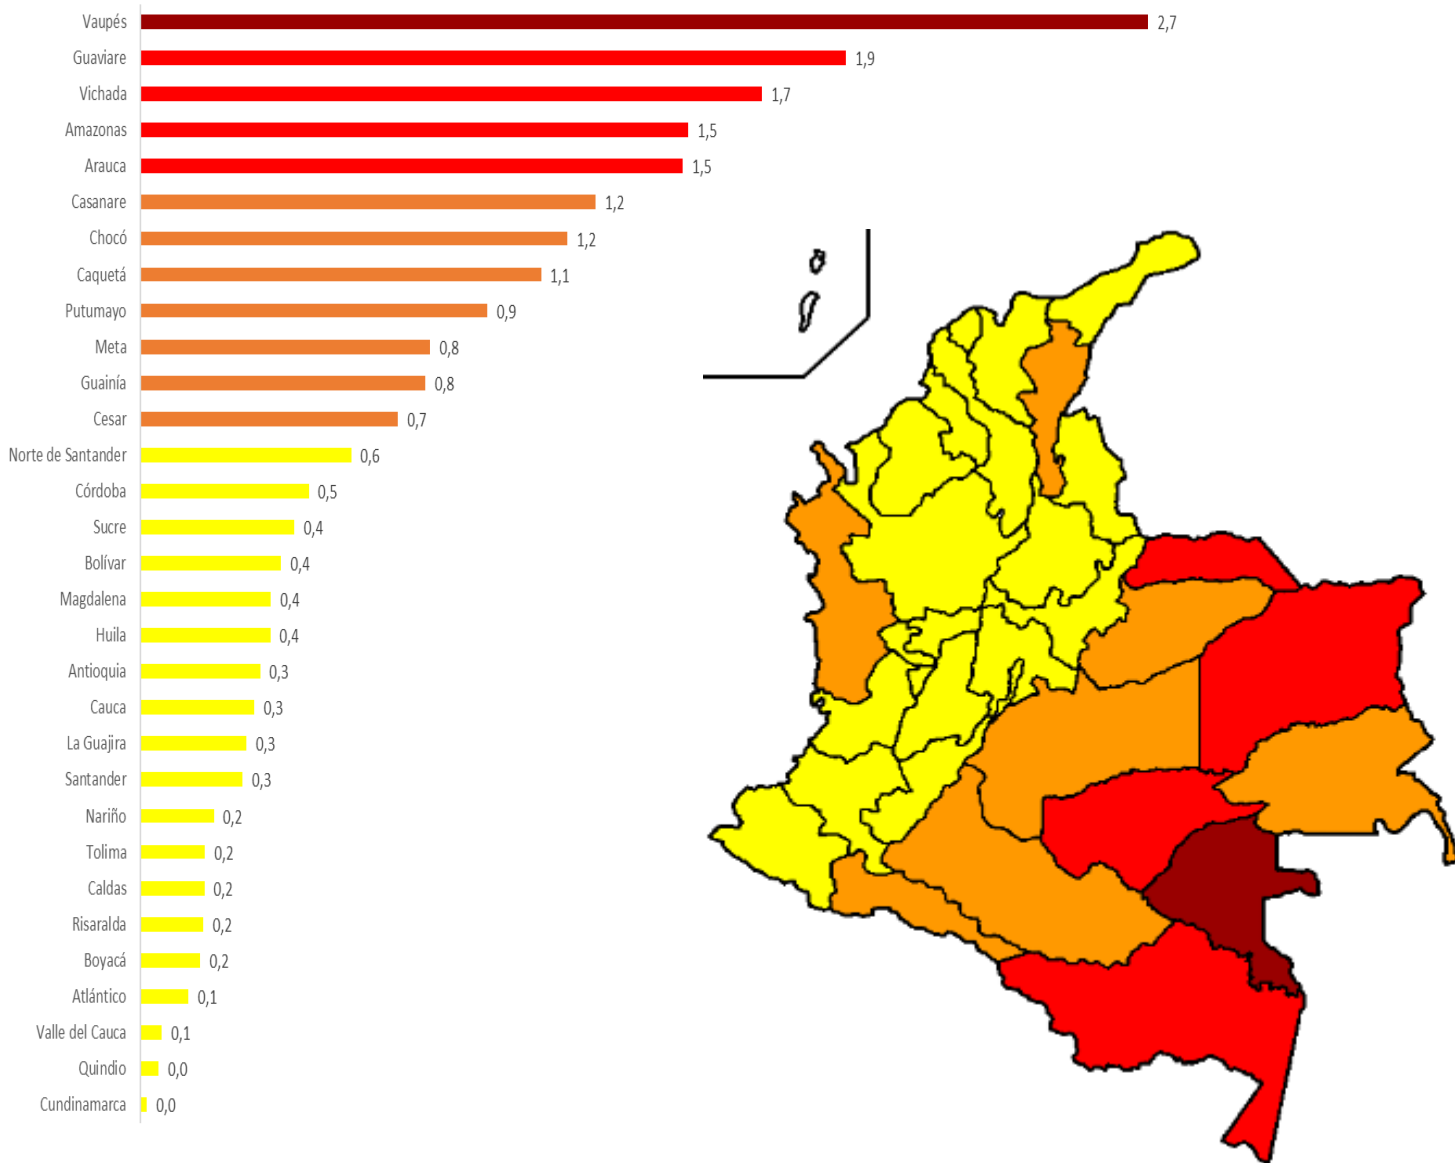 Vaupés 2,7
Guaviare 1,9
Vichada 1,7
Amazonas 1,5
Arauca 1,5
Casanare 1,2
Chocó 1,2
Caquetá 1,1
Putumayo 0,9
Meta 0,8
Guainía 0,8
Cesar 0,7
Norte de Santander 0,6
Córdoba 0,5
Sucre 0,4
Bolívar 0,4
Magdalena 0,4
Huila 0,4
Antioquia 0,3
Cauca 0,3
La Guajira 0,3
Santander 0,3
Nariño 0,2
Tolima 0,2
Caldas 0,2
Risaralda 0,2
Boyacá 0,2
Atlántico 0,1
Valle del Cauca 0,1
Quindio 0,0
Cundinamarca 0,0